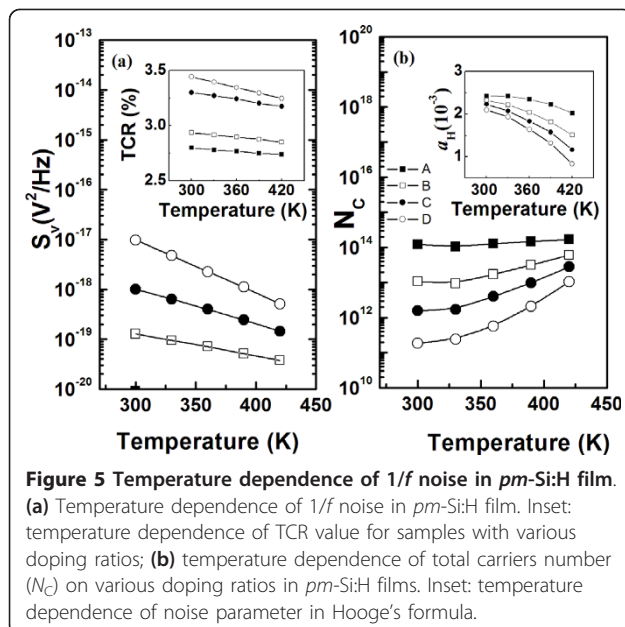 10⁻¹³
10⁻¹⁴
10⁻¹⁵
10⁻¹⁶
10⁻¹⁷
10⁻¹⁸
10⁻¹⁹
10⁻²⁰
S_v(V²/Hz)
(a)
3.5
3.0
2.5
TCR (%)
300 360 420
Temperature (K)
300 350 400 450
Temperature (K)
10²⁰
10¹⁸
10¹⁶
10¹⁴
10¹²
10¹⁰
N_C
(b)
3
2
1
a_H(10⁻³)
300 360 420
Temperature (K)
A
B
C
D
300 350 400 450
Temperature (K)
Figure 5 Temperature dependence of 1/f noise in pm-Si:H film.
(a) Temperature dependence of 1/f noise in pm-Si:H film. Inset:
temperature dependence of TCR value for samples with various
doping ratios; (b) temperature dependence of total carriers number
(N_C) on various doping ratios in pm-Si:H films. Inset: temperature
dependence of noise parameter in Hooge's formula.